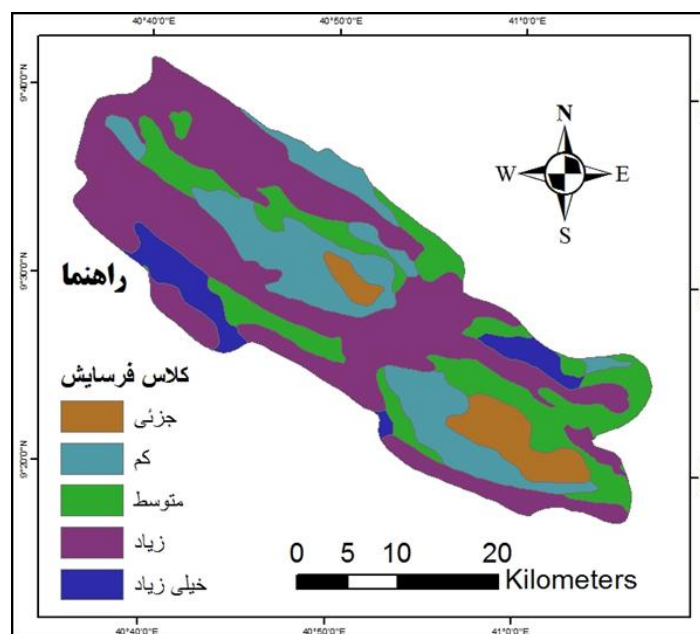 40°40'0"E 40°50'0"E 41°0'0"E
9°40'0"N
N
W E
S
9°30'0"N
راهنما
کلاس فرسایش
جزئی
کم
9°20'0"N
متوسط
زیاد
خیلی زیاد
0 5 10 20
Kilometers
40°40'0"E 40°50'0"E 41°0'0"E